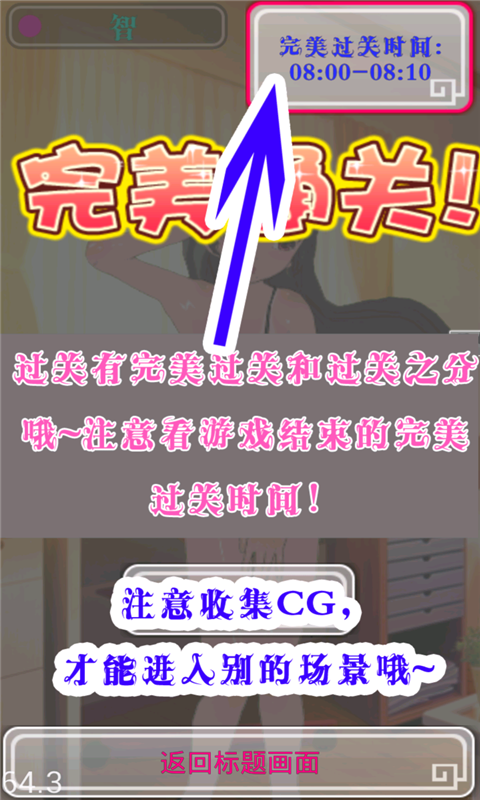 智
完美过关时间:
08:00-08:10
完美通关!
过关有完美过关和过关之分
哦~注意看游戏结束的完美
过关时间!
注意收集CG,
才能进入别的场景哦~
返回标题画面
64.3